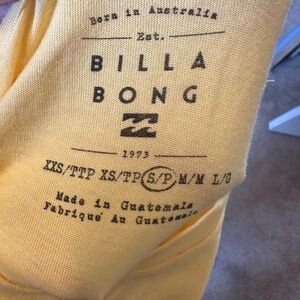 Born in Australia
Est.
BILLA
BONG
1973
XXS/TTP XS/TP S/P M/M L/G
Made in Guatemala
Fabriqué Au Guatemala